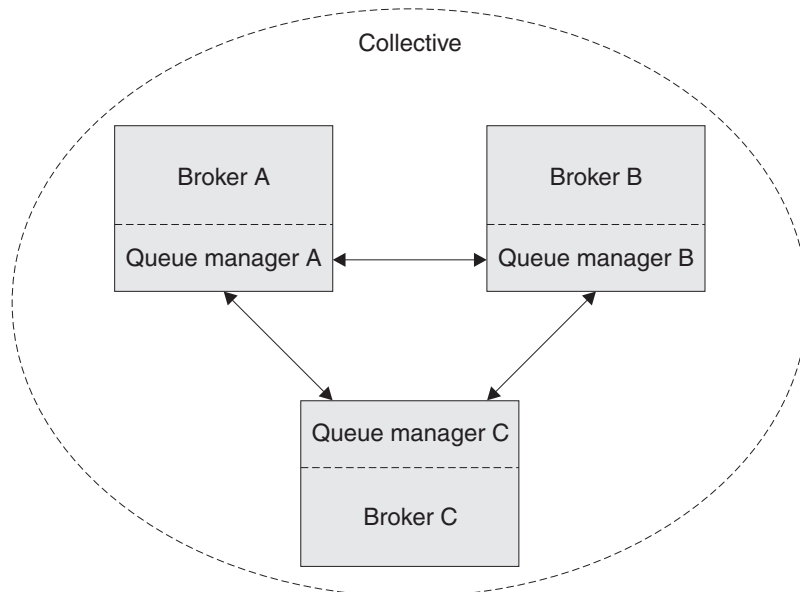 Collective
Broker A
Broker B
Queue manager A
Queue manager B
Queue manager C
Broker C